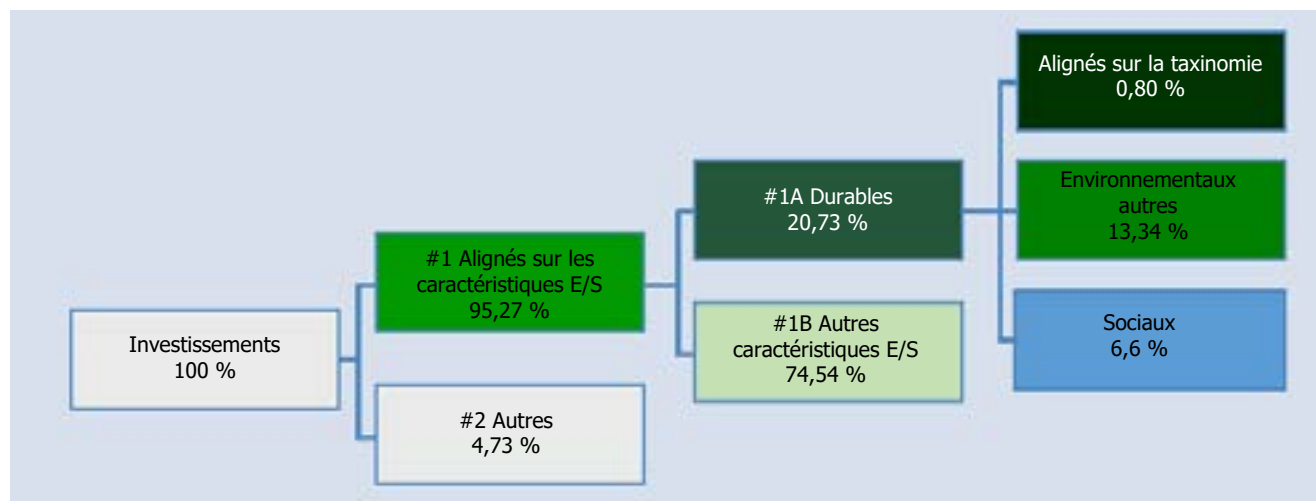 Alignés sur la taxinomie
0,80 %
#1A Durables
20,73 %
Environnementaux
autres
13,34 %
#1 Alignés sur les
caractéristiques E/S
95,27 %
Investissements
100 %
#1B Autres
caractéristiques E/S
74,54 %
Sociaux
6,6 %
#2 Autres
4,73 %